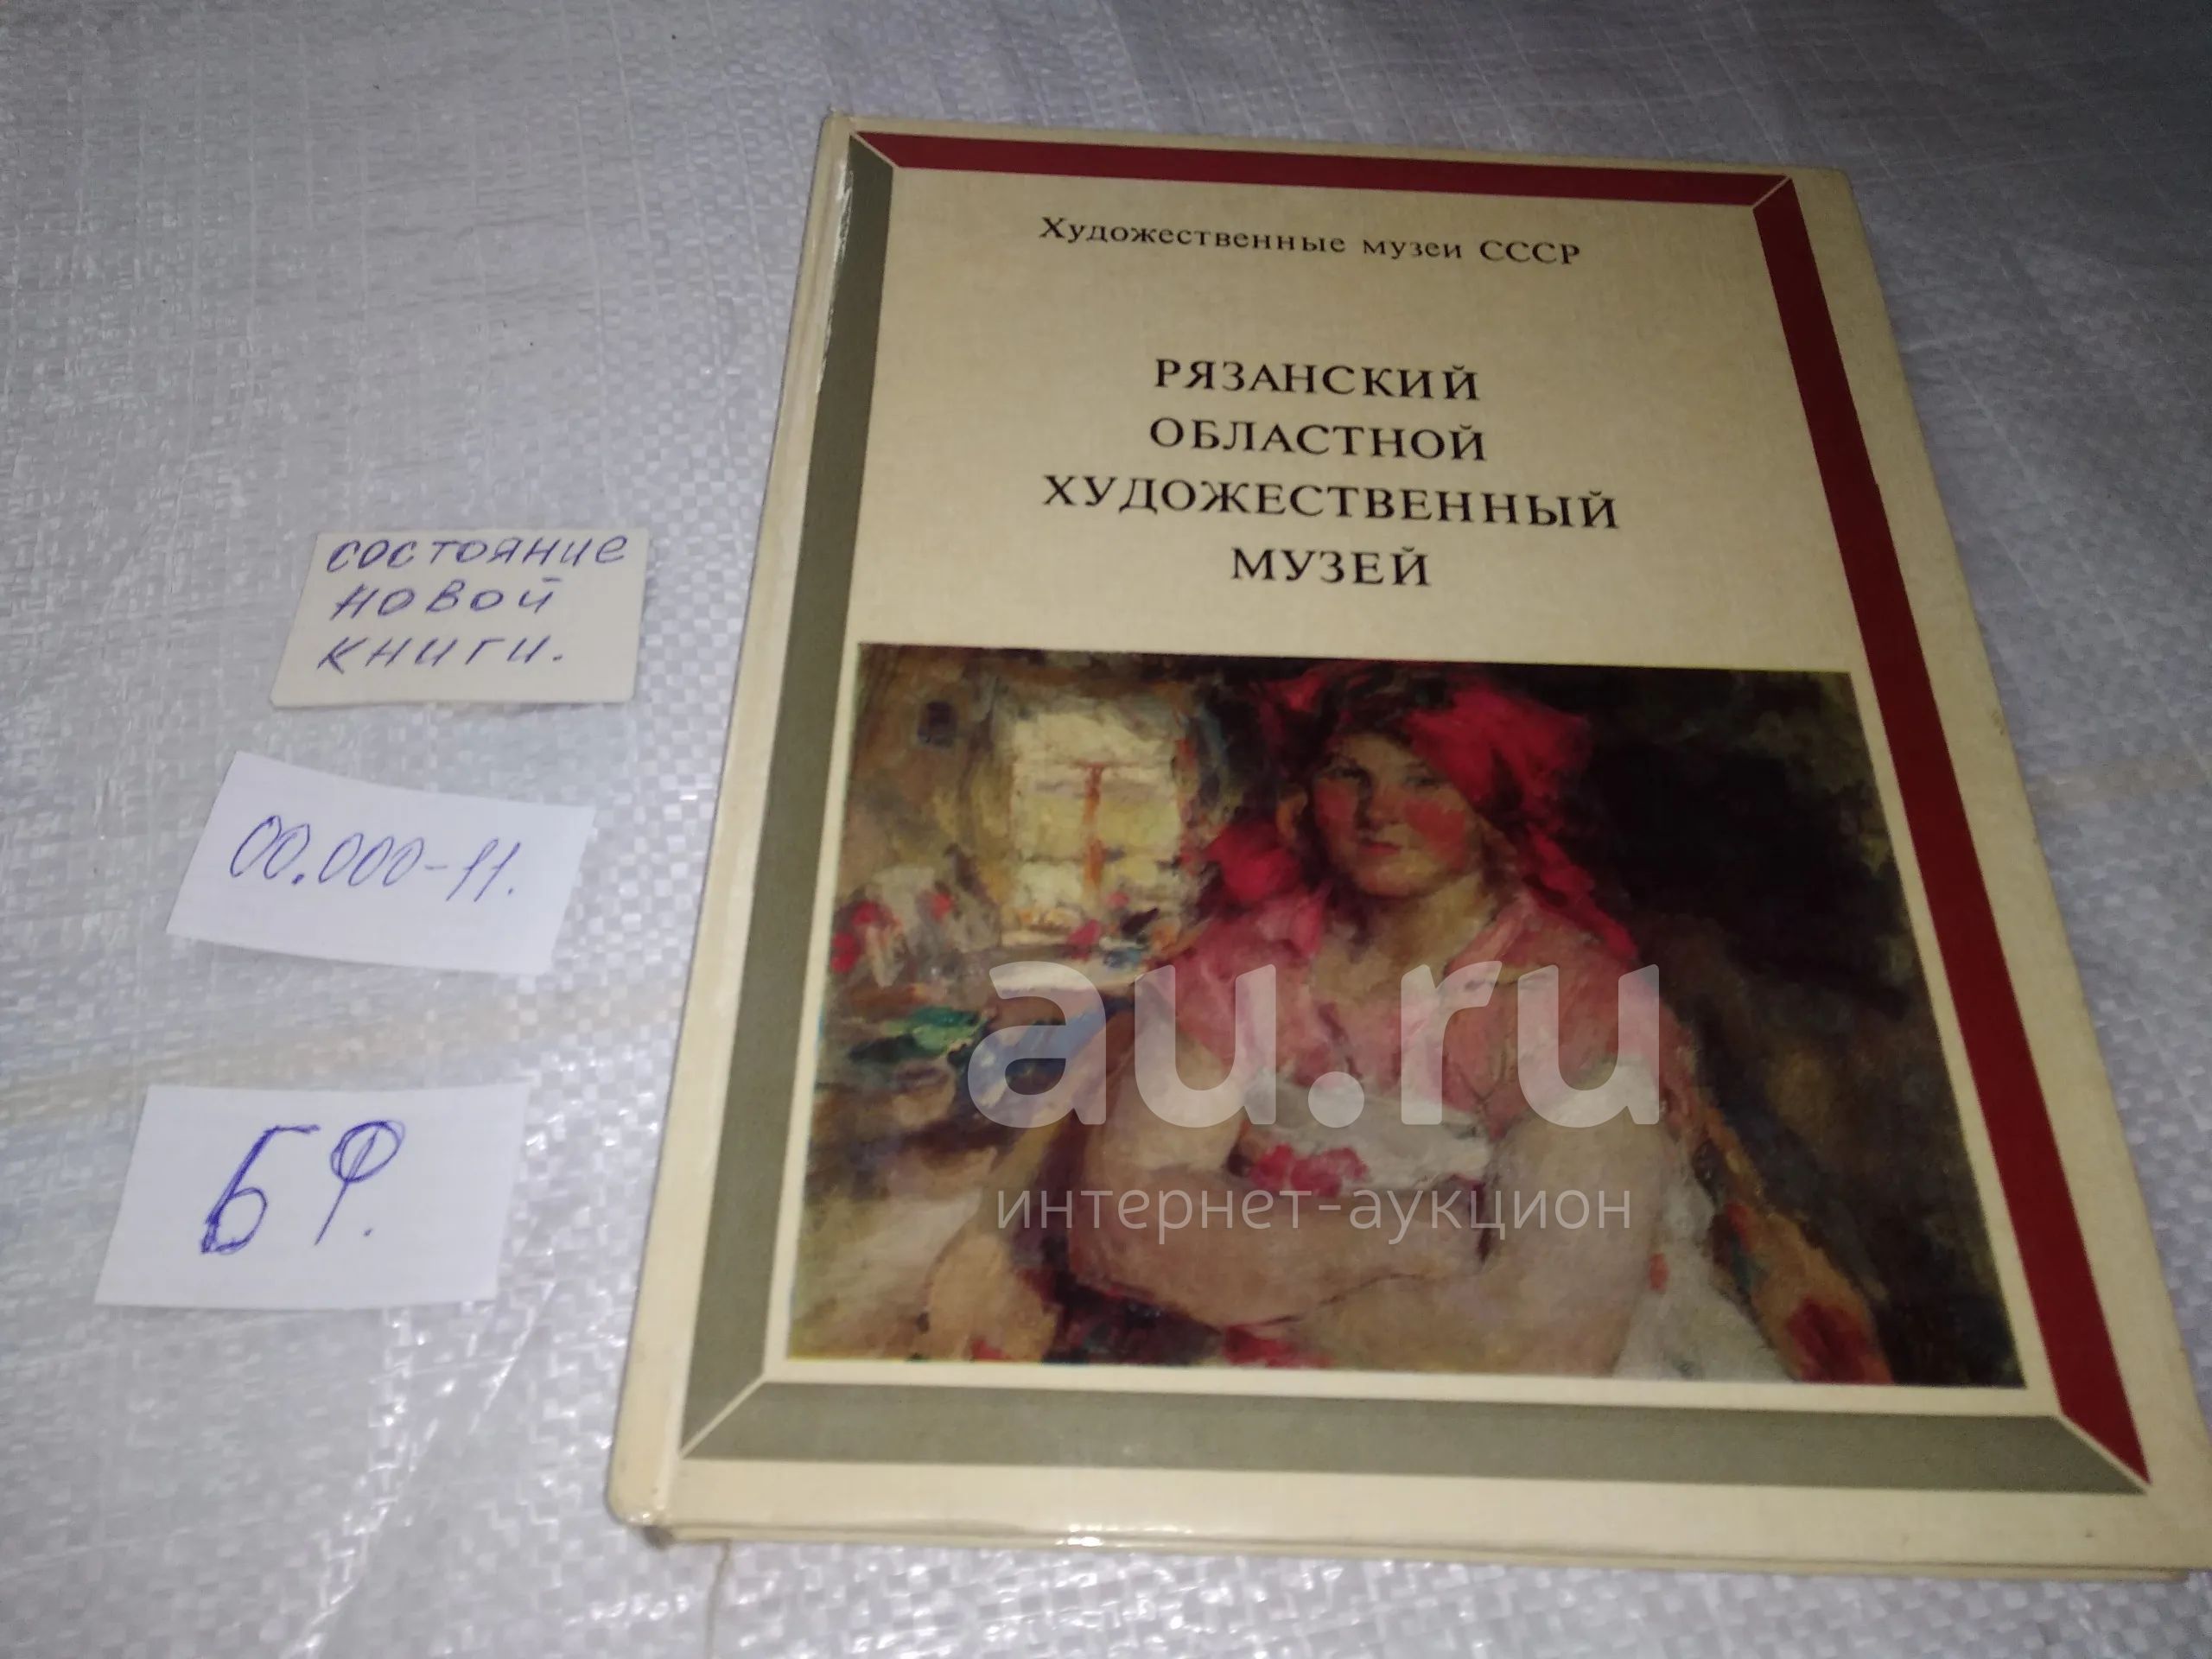 Художественные музеи СССР
РЯЗАНСКИЙ
ОБЛАСТНОЙ
ХУДОЖЕСТВЕННЫЙ
МУЗЕЙ
состояние
новой
книги.
00.000-11.
БФ.
au.ru
интернет-аукцион